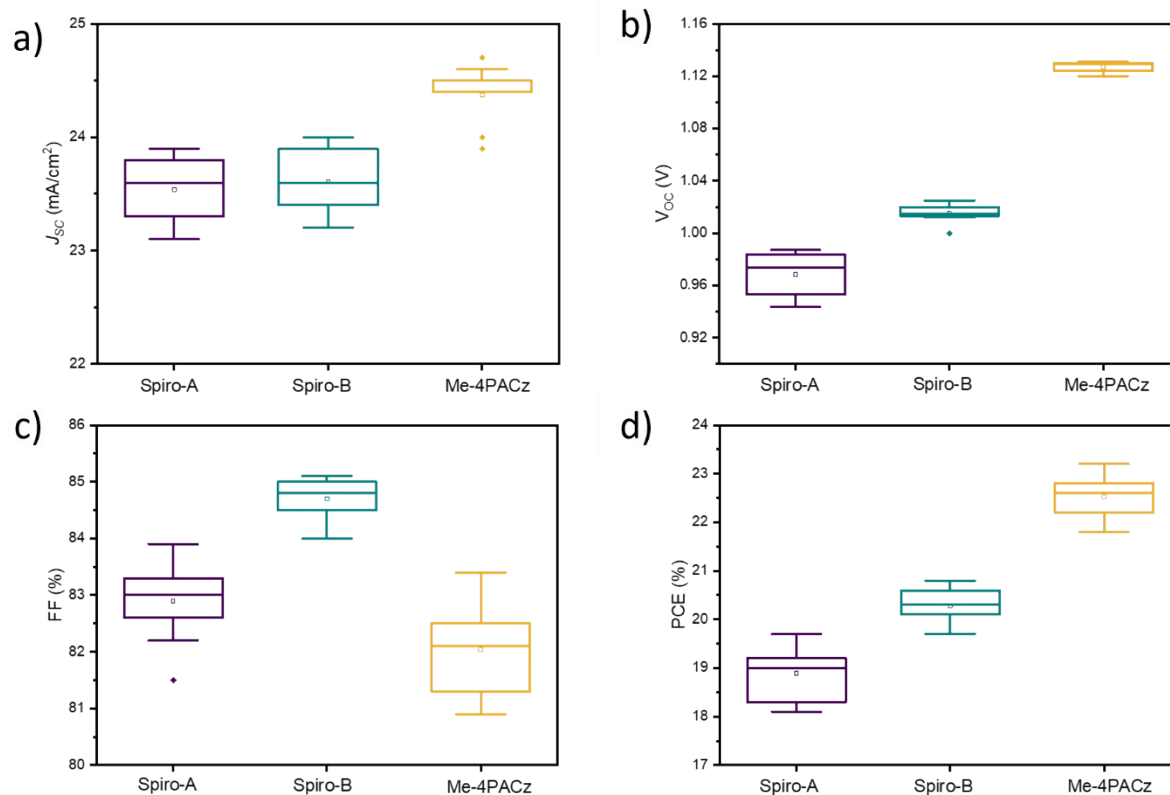 a)
25
24
23
22
JSC (mA/cm²)
Spiro-A Spiro-B Me-4PACz
b)
1.16
1.12
1.08
1.04
1.00
0.96
0.92
VOC (V)
Spiro-A Spiro-B Me-4PACz
c)
86
85
84
83
82
81
80
FF (%)
Spiro-A Spiro-B Me-4PACz
d)
24
23
22
21
20
19
18
17
PCE (%)
Spiro-A Spiro-B Me-4PACz